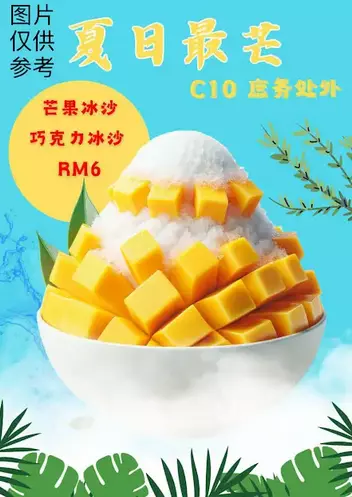 图片
仅供
参考
夏日最芒
C10 庶务处外
芒果冰沙
巧克力冰沙
RM6